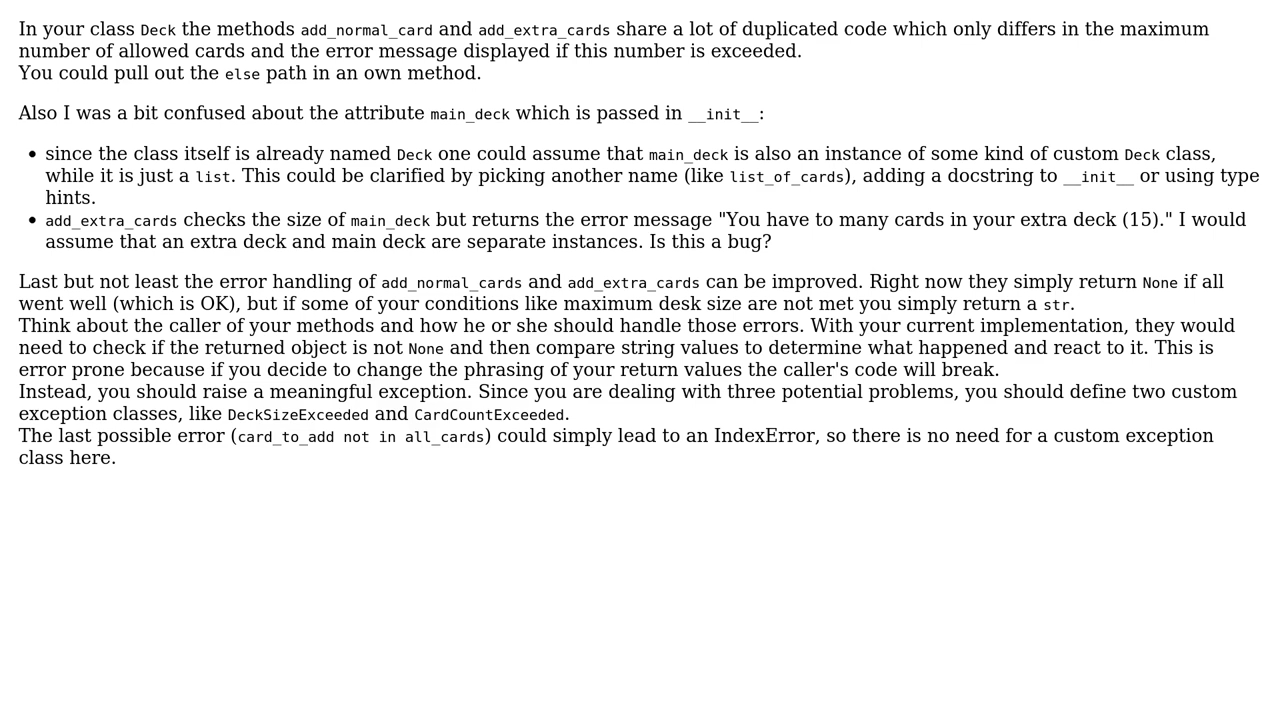 In your class Deck the methods add_normal_card and add_extra_cards share a lot of duplicated code which only differs in the maximum
number of allowed cards and the error message displayed if this number is exceeded.
You could pull out the else path in an own method.
Also I was a bit confused about the attribute main_deck which is passed in __init__:
• since the class itself is already named Deck one could assume that main_deck is also an instance of some kind of custom Deck class,
while it is just a list. This could be clarified by picking another name (like list_of_cards), adding a docstring to __init__ or using type
hints.
• add_extra_cards checks the size of main_deck but returns the error message "You have to many cards in your extra deck (15)." I would
assume that an extra deck and main deck are separate instances. Is this a bug?
Last but not least the error handling of add_normal_cards and add_extra_cards can be improved. Right now they simply return None if all
went well (which is OK), but if some of your conditions like maximum desk size are not met you simply return a str.
Think about the caller of your methods and how he or she should handle those errors. With your current implementation, they would
need to check if the returned object is not None and then compare string values to determine what happened and react to it. This is
error prone because if you decide to change the phrasing of your return values the caller's code will break.
Instead, you should raise a meaningful exception. Since you are dealing with three potential problems, you should define two custom
exception classes, like DeckSizeExceeded and CardCountExceeded.
The last possible error (card_to_add not in all_cards) could simply lead to an IndexError, so there is no need for a custom exception
class here.